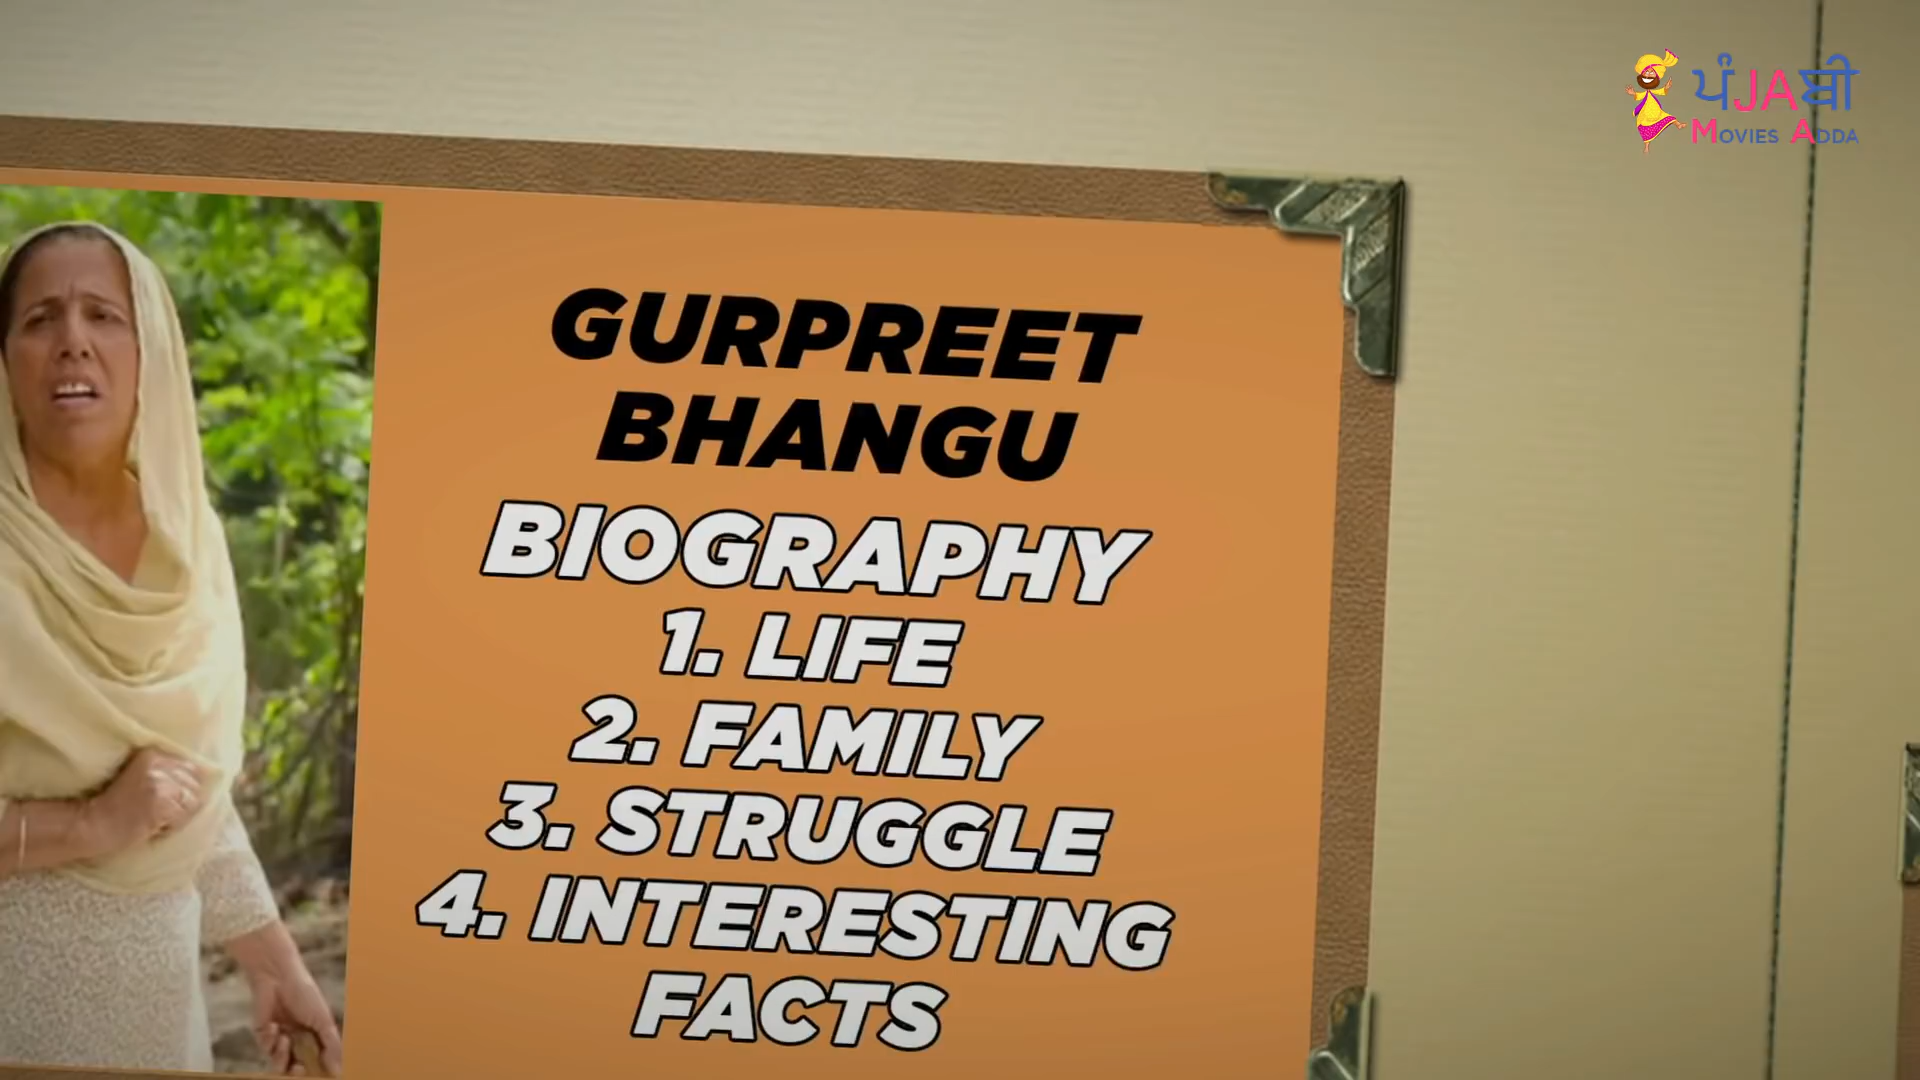 ਪੰJAਬੀ
MOVIES ADDA
GURPREET
BHANGU
BIOGRAPHY
1. LIFE
2. FAMILY
3. STRUGGLE
4. INTERESTING
FACTS